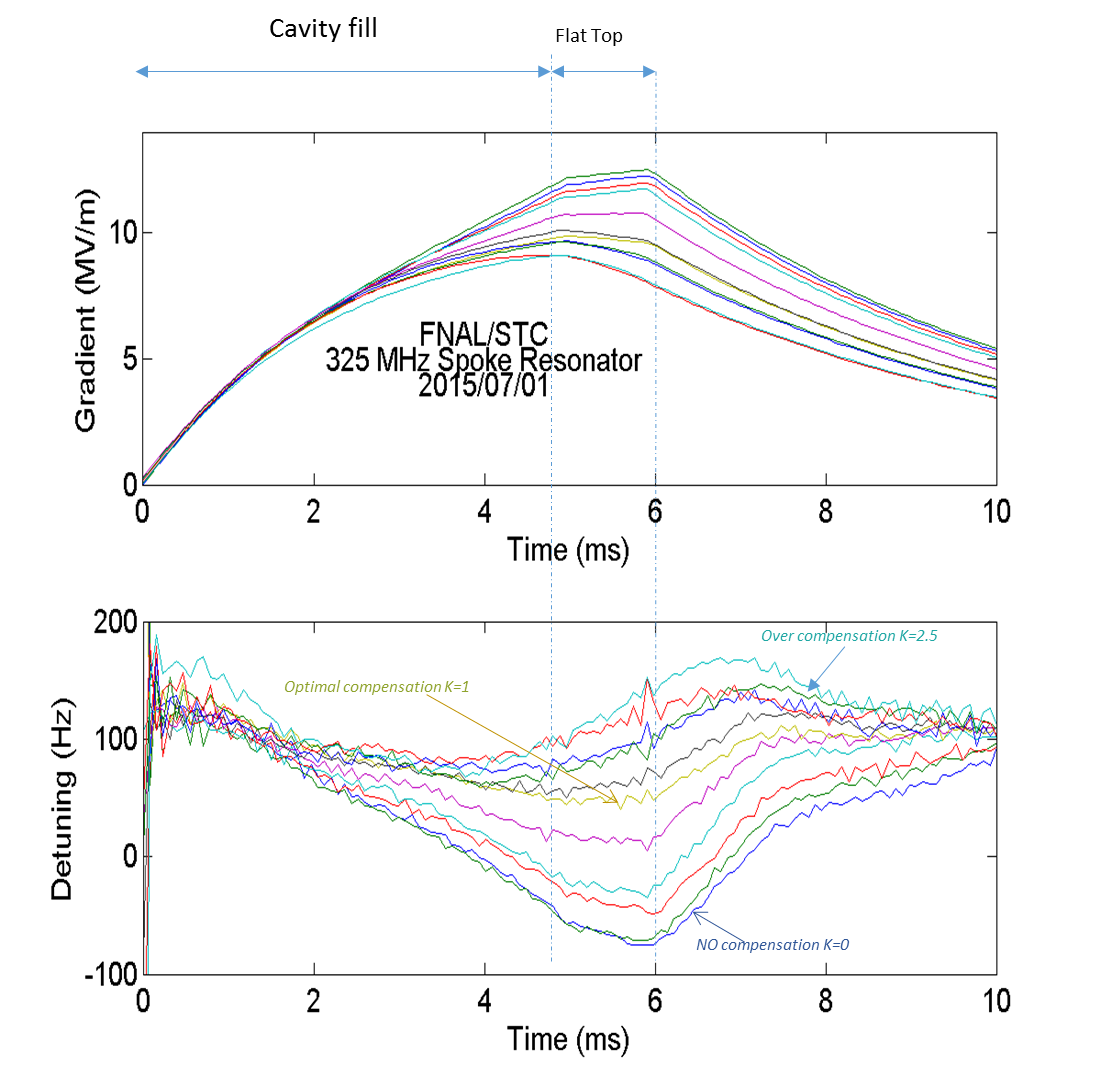 Cavity fill
Flat Top
Gradient (MV/m)
10
5
0
FNAL/STC
325 MHz Spoke Resonator
2015/07/01
0 2 4 6 8 10
Time (ms)
Detuning (Hz)
200
100
0
-100
Over compensation K=2.5
Optimal compensation K=1
NO compensation K=0
0 2 4 6 8 10
Time (ms)